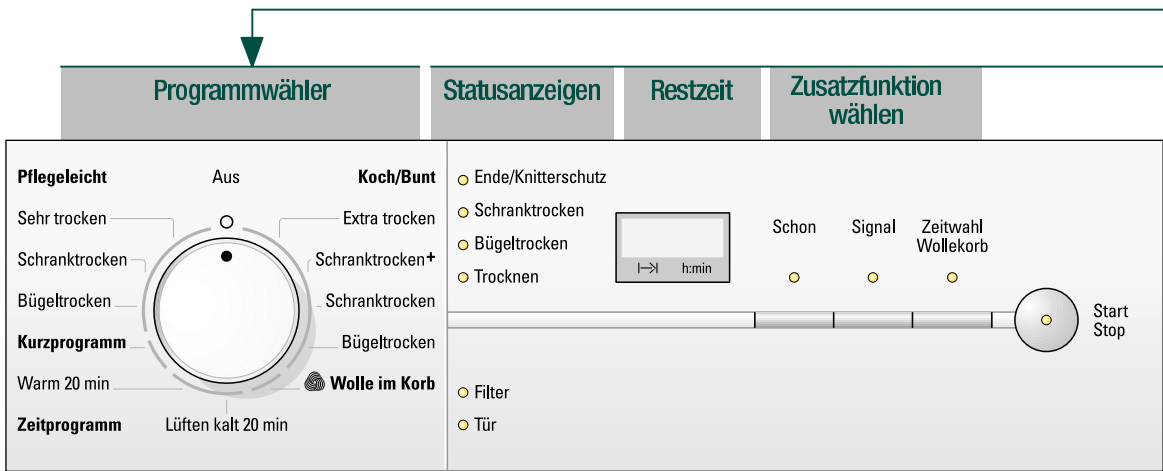 Programmwähler
Statusanzeigen
Restzeit
Zusatzfunktion
wählen
Pflegeleicht
Aus
Koch/Bunt
Sehr trocken
Extra trocken
Schranktrocken
Schranktrocken+
Bügeltrocken
Schranktrocken
Kurzprogramm
Bügeltrocken
Warm 20 min
Wolle im Korb
Zeitprogramm
Lüften kalt 20 min
Ende/Knitterschutz
Schranktrocken
Bügeltrocken
Trocknen
Filter
Tür
h:min
Schon
Signal
Zeitwahl
Wollekorb
Start
Stop